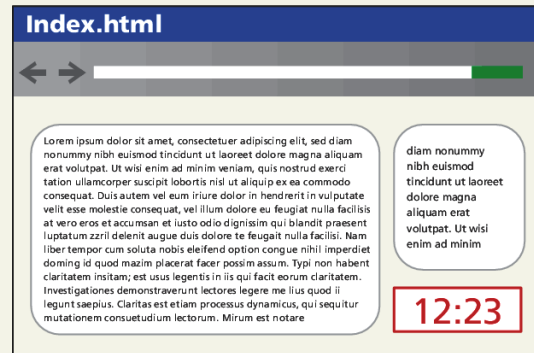 Index.html
Lorem ipsum dolor sit amet, consectetuer adipiscing elit, sed diam
nonummy nibh euismod tincidunt ut laoreet dolore magna aliquam
erat volutpat. Ut wisi enim ad minim veniam, quis nostrud exerci
tation ullamcorper suscipit lobortis nisl ut aliquip ex ea commodo
consequat. Duis autem vel eum iriure dolor in hendrerit in vulputate
velit esse molestie consequat, vel illum dolore eu feugiat nulla facilisis
at vero eros et accumsan et iusto odio dignissim qui blandit praesent
luptatum zzril delenit augue duis dolore te feugait nulla facilisi. Nam
liber tempor cum soluta nobis eleifend option congue nihil imperdiet
doming id quod mazim placerat facer possim assum. Typi non habent
claritatem insitam; est usus legentis in iis qui facit eorum claritatem.
Investigationes demonstraverunt lectores legere me lius quod ii
legunt saepius. Claritas est etiam processus dynamicus, qui sequitur
mutationem consuetudium lectorum. Mirum est notare
diam nonummy
nibh euismod
tincidunt ut laoreet
dolore magna
aliquam erat
volutpat. Ut wisi
enim ad minim
12:23